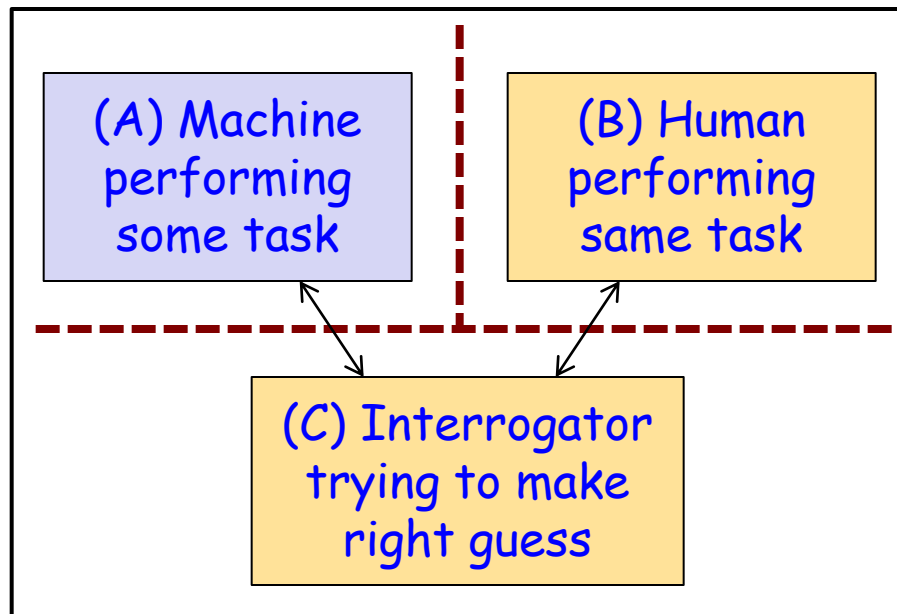 (A) Machine
performing
some task
(B) Human
performing
same task
(C) Interrogator
trying to make
right guess